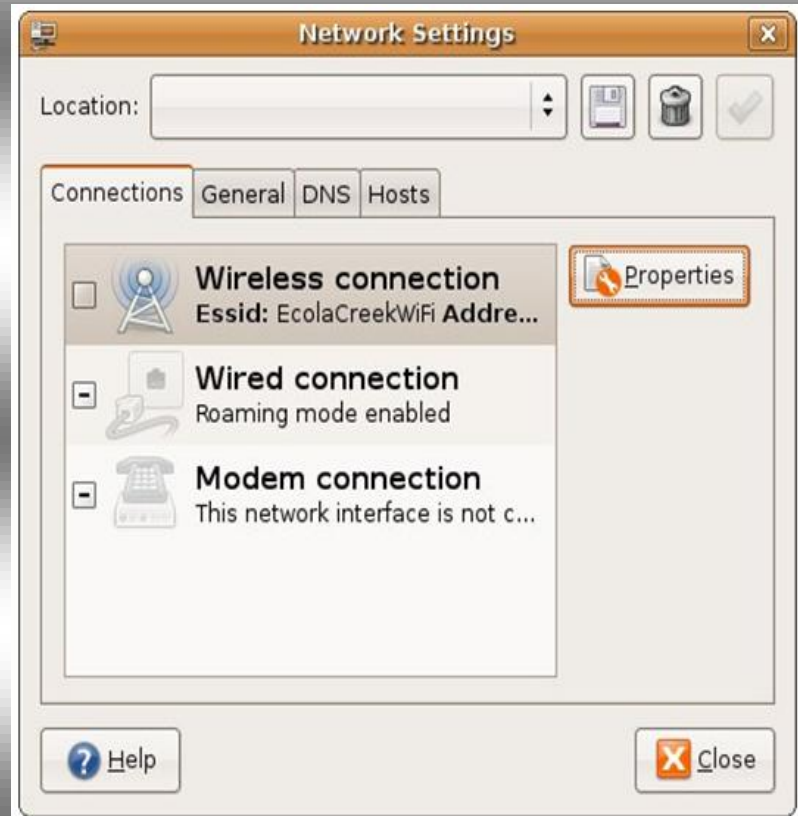 Network Settings
Location:
Connections General DNS Hosts
Wireless connection
Essid: EcolaCreekWiFi Addre...
Properties
Wired connection
Roaming mode enabled
Modem connection
This network interface is not c...
Help
Close